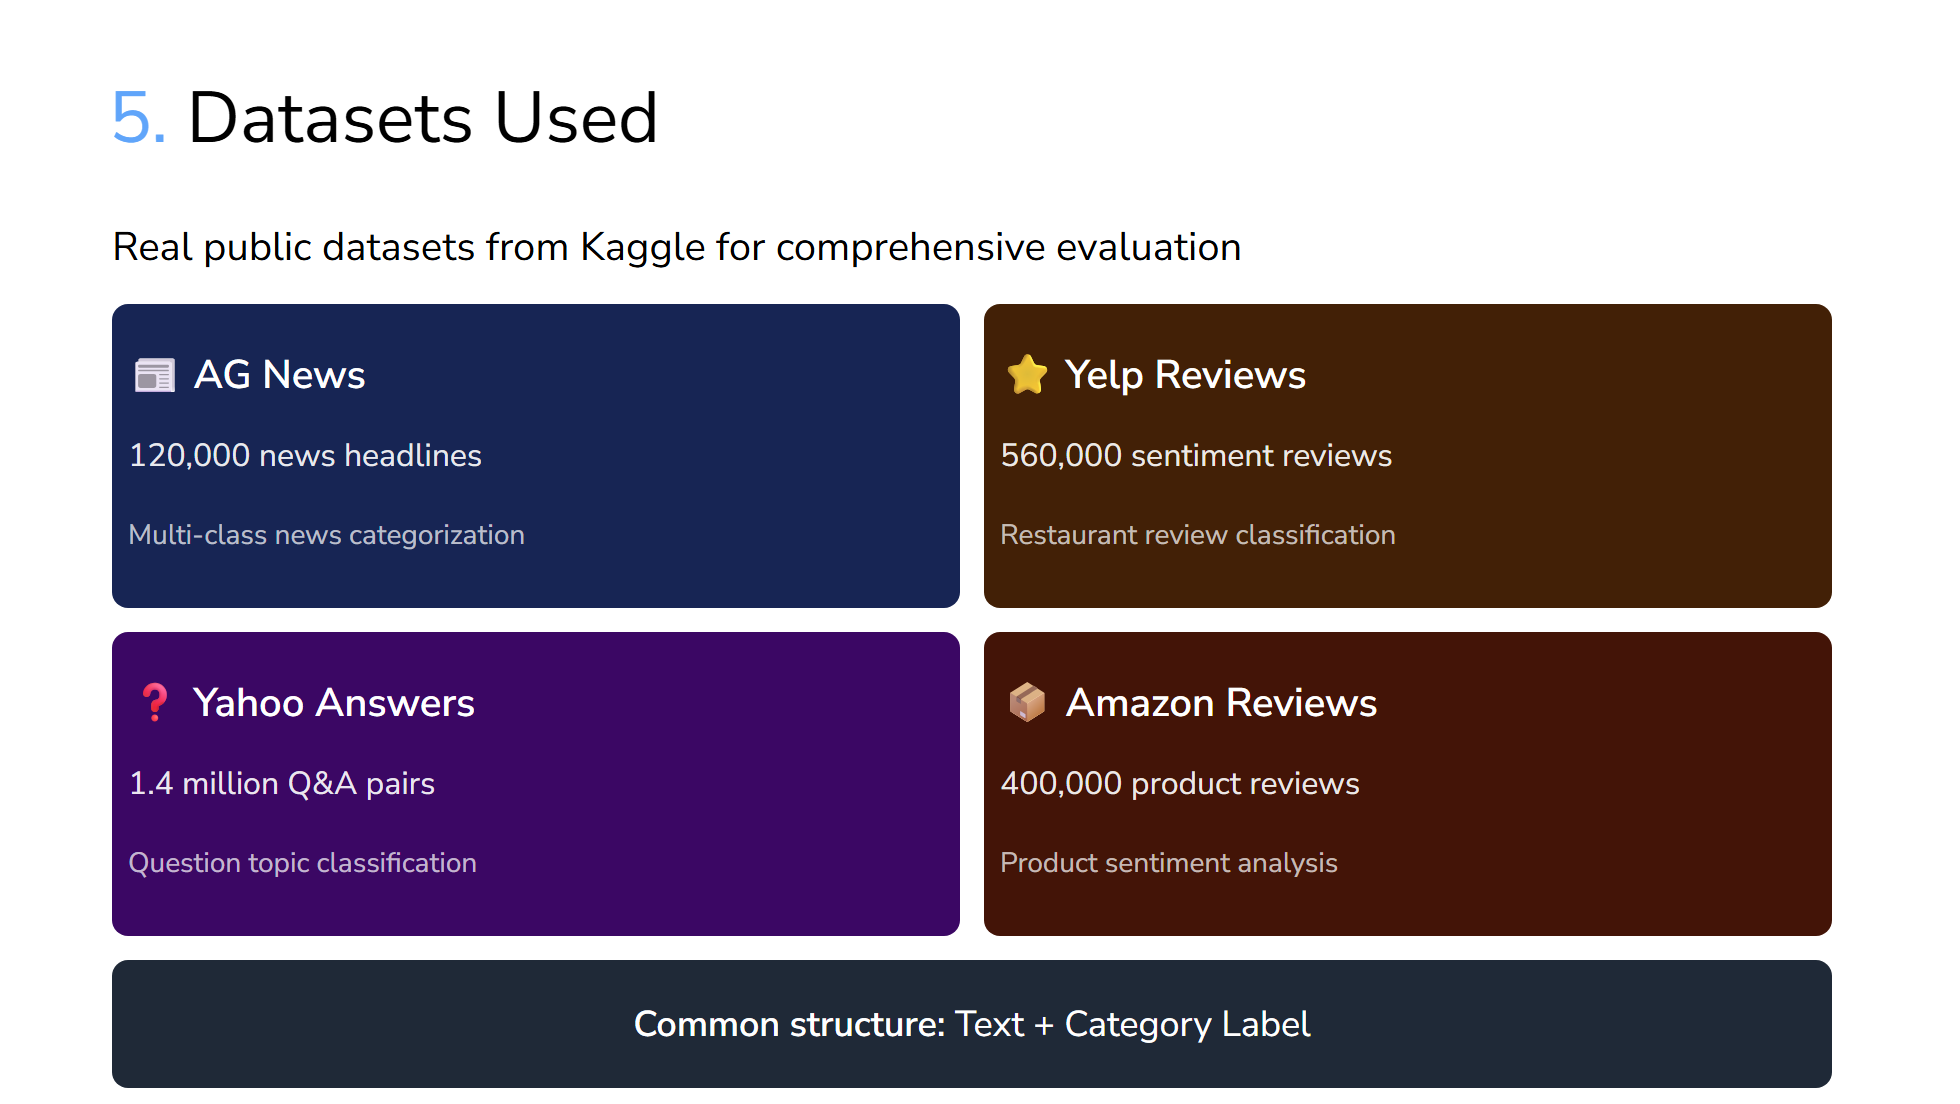 5. Datasets Used
Real public datasets from Kaggle for comprehensive evaluation
AG News
120,000 news headlines
Multi-class news categorization
Yelp Reviews
560,000 sentiment reviews
Restaurant review classification
Yahoo Answers
1.4 million Q&A pairs
Question topic classification
Amazon Reviews
400,000 product reviews
Product sentiment analysis
Common structure: Text + Category Label